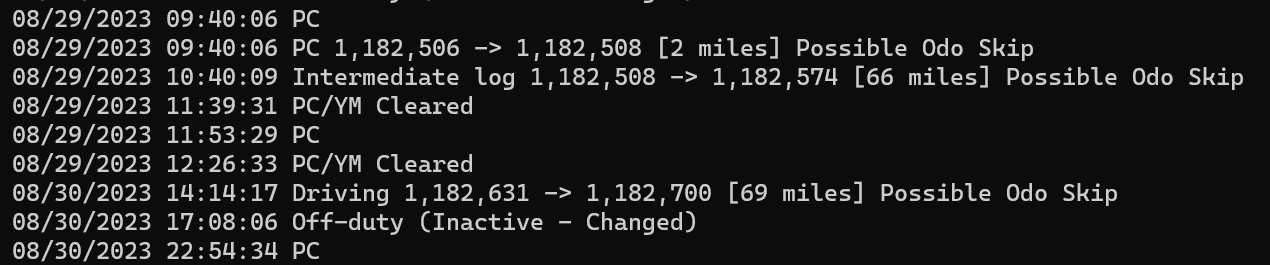 08/29/2023 09:40:06 PC
08/29/2023 09:40:06 PC 1,182,506 -> 1,182,508 [2 miles] Possible Odo Skip
08/29/2023 10:40:09 Intermediate log 1,182,508 -> 1,182,574 [66 miles] Possible Odo Skip
08/29/2023 11:39:31 PC/YM Cleared
08/29/2023 11:53:29 PC
08/29/2023 12:26:33 PC/YM Cleared
08/30/2023 14:14:17 Driving 1,182,631 -> 1,182,700 [69 miles] Possible Odo Skip
08/30/2023 17:08:06 Off-duty (Inactive - Changed)
08/30/2023 22:54:34 PC